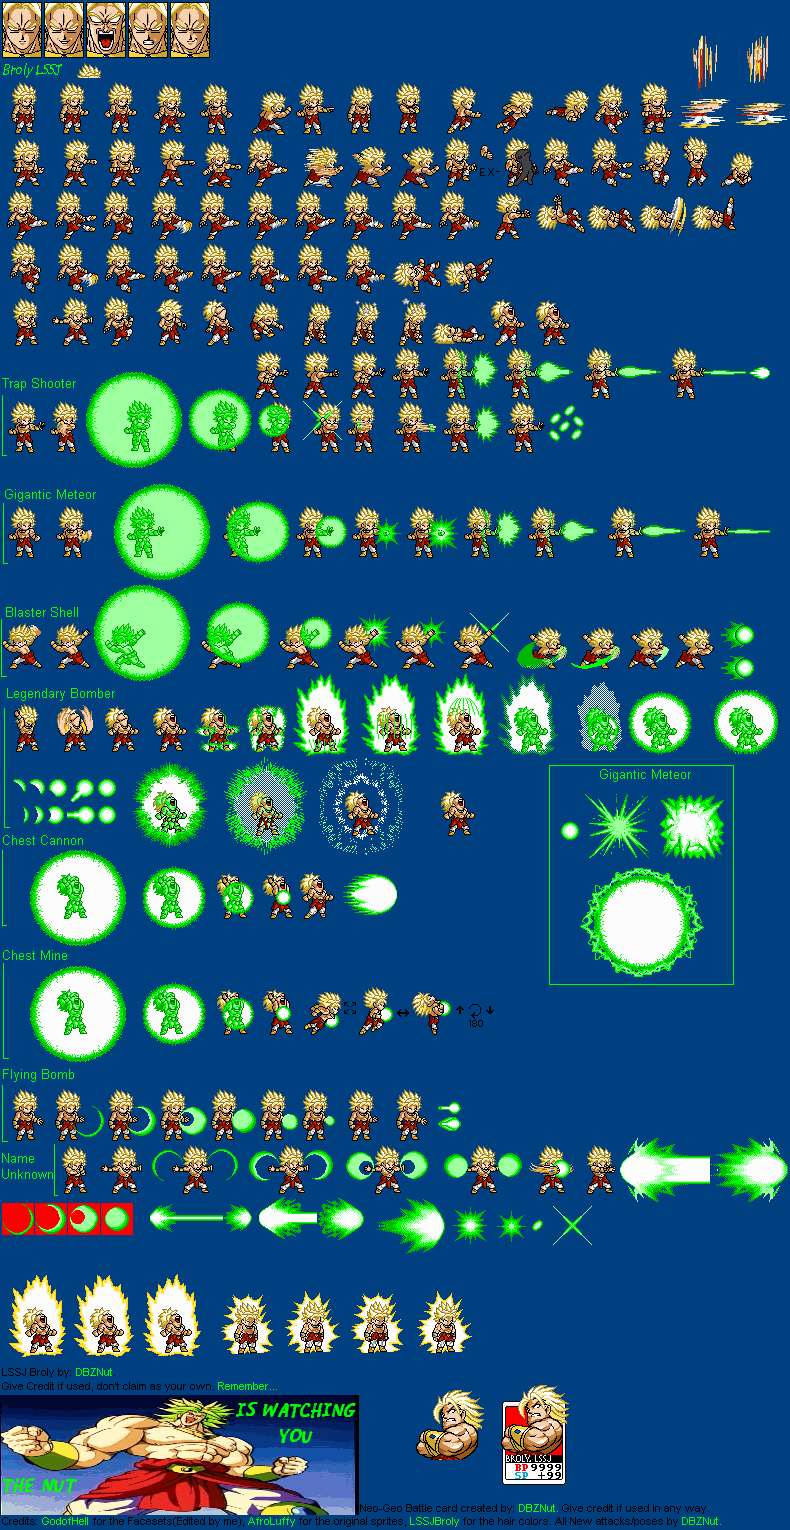 Broly LSSJ
EX-
Trap Shooter
Gigantic Meteor
Blaster Shell
Legendary Bomber
Gigantic Meteor
Chest Cannon
Chest Mine
180
Flying Bomb
Name
Unknown
LSSJ Broly by: DBZNut
Give Credit if used, don't claim as your own. Remember...
IS WATCHING
YOU
THE NUT
BROLY LSSJ
BP 9999
SP +99
Neo-Geo Battle card created by: DBZNut. Give credit if used in any way.
Credits: GodofHell for the Facesets(Edited by me), AfroLuffy for the original sprites, LSSJBroly for the hair colors. All New attacks/poses by DBZNut.